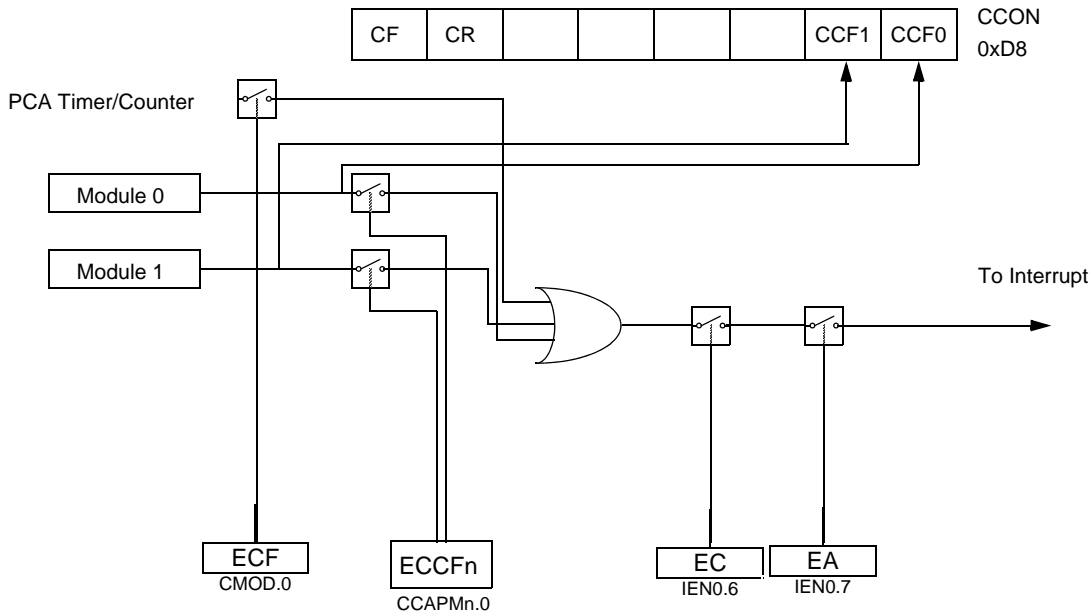 CF CR CCF1 CCF0 CCON
0xD8
PCA Timer/Counter
Module 0
Module 1
To Interrupt
ECF
CMOD.0
ECCFn
CCAPMn.0
EC
IEN0.6
EA
IEN0.7